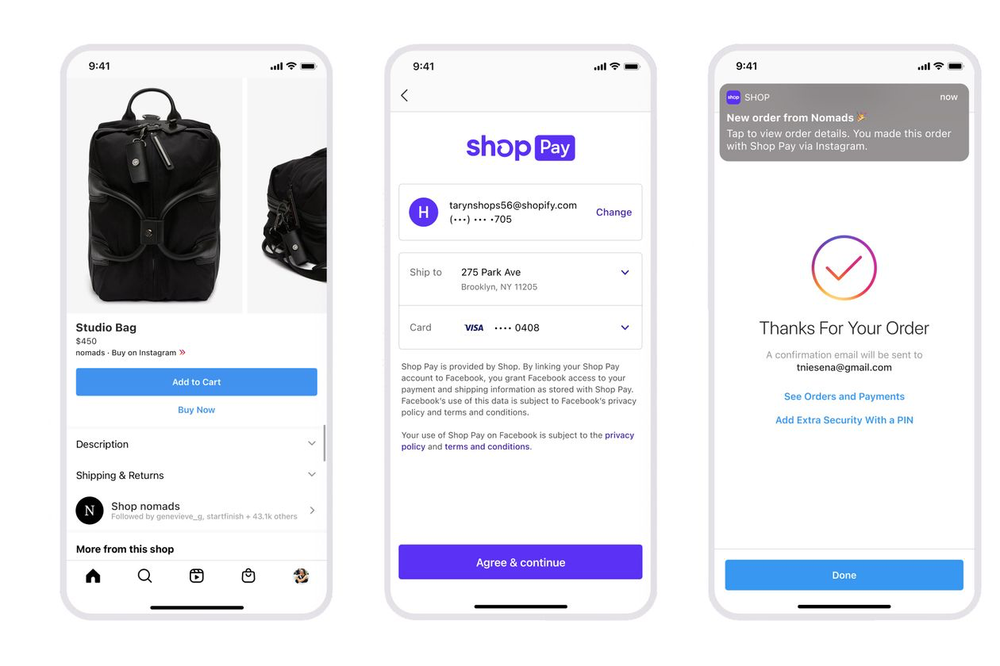 9:41
Studio Bag
$450
nomads · Buy on Instagram
Add to Cart
Buy Now
Description
Shipping & Returns
N
Shop nomads
Followed by genevieve_g, startfinish + 43.1k others
More from this shop
9:41
shop Pay
H
tarynshops56@shopify.com
(•••) ••• •705
Change
Ship to
275 Park Ave
Brooklyn, NY 11205
Card
VISA
•••• 0408
Shop Pay is provided by Shop. By linking your Shop Pay
account to Facebook, you grant Facebook access to your
payment and shipping information as stored with Shop Pay.
Facebook's use of this data is subject to Facebook's privacy
policy and terms and conditions.
Your use of Shop Pay on Facebook is subject to the privacy
policy and terms and conditions.
Agree & continue
9:41
shop
SHOP
now
New order from Nomads 🎉
Tap to view order details. You made this order
with Shop Pay via Instagram.
Thanks For Your Order
A confirmation email will be sent to
tniesena@gmail.com
See Orders and Payments
Add Extra Security With a PIN
Done